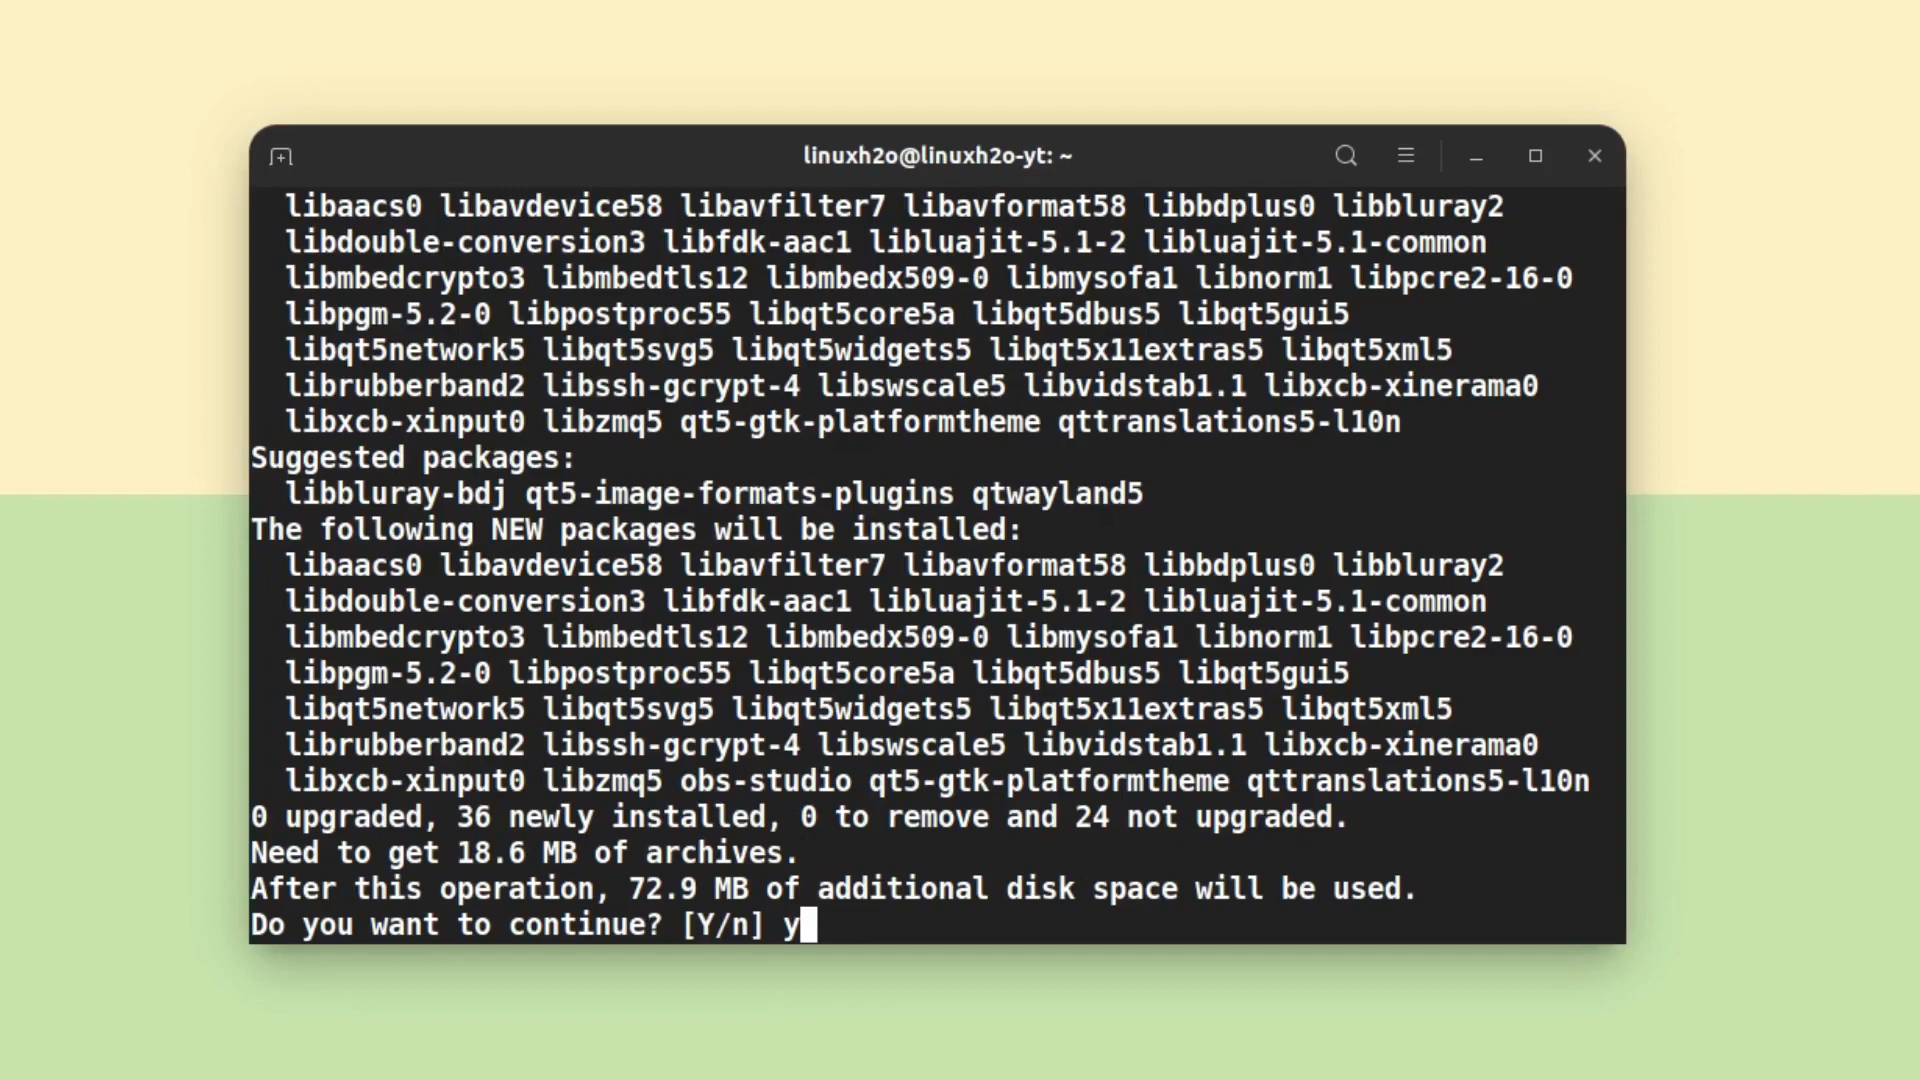 linuxh2o@linuxh2o-yt: ~
libaacs0 libavdevice58 libavfilter7 libavformat58 libbdplus0 libbluray2
libdouble-conversion3 libfdk-aac1 libluajit-5.1-2 libluajit-5.1-common
libmbedcrypto3 libmbedtls12 libmbedx509-0 libmysofa1 libnorm1 libpcre2-16-0
libpgm-5.2-0 libpostproc55 libqt5core5a libqt5dbus5 libqt5gui5
libqt5network5 libqt5svg5 libqt5widgets5 libqt5x11extras5 libqt5xml5
librubberband2 libssh-gcrypt-4 libswscale5 libvidstab1.1 libxcb-xinerama0
libxcb-xinput0 libzmq5 qt5-gtk-platformtheme qttranslations5-l10n
Suggested packages:
libbluray-bdj qt5-image-formats-plugins qtwayland5
The following NEW packages will be installed:
libaacs0 libavdevice58 libavfilter7 libavformat58 libbdplus0 libbluray2
libdouble-conversion3 libfdk-aac1 libluajit-5.1-2 libluajit-5.1-common
libmbedcrypto3 libmbedtls12 libmbedx509-0 libmysofa1 libnorm1 libpcre2-16-0
libpgm-5.2-0 libpostproc55 libqt5core5a libqt5dbus5 libqt5gui5
libqt5network5 libqt5svg5 libqt5widgets5 libqt5x11extras5 libqt5xml5
librubberband2 libssh-gcrypt-4 libswscale5 libvidstab1.1 libxcb-xinerama0
libxcb-xinput0 libzmq5 obs-studio qt5-gtk-platformtheme qttranslations5-l10n
0 upgraded, 36 newly installed, 0 to remove and 24 not upgraded.
Need to get 18.6 MB of archives.
After this operation, 72.9 MB of additional disk space will be used.
Do you want to continue? [Y/n] y